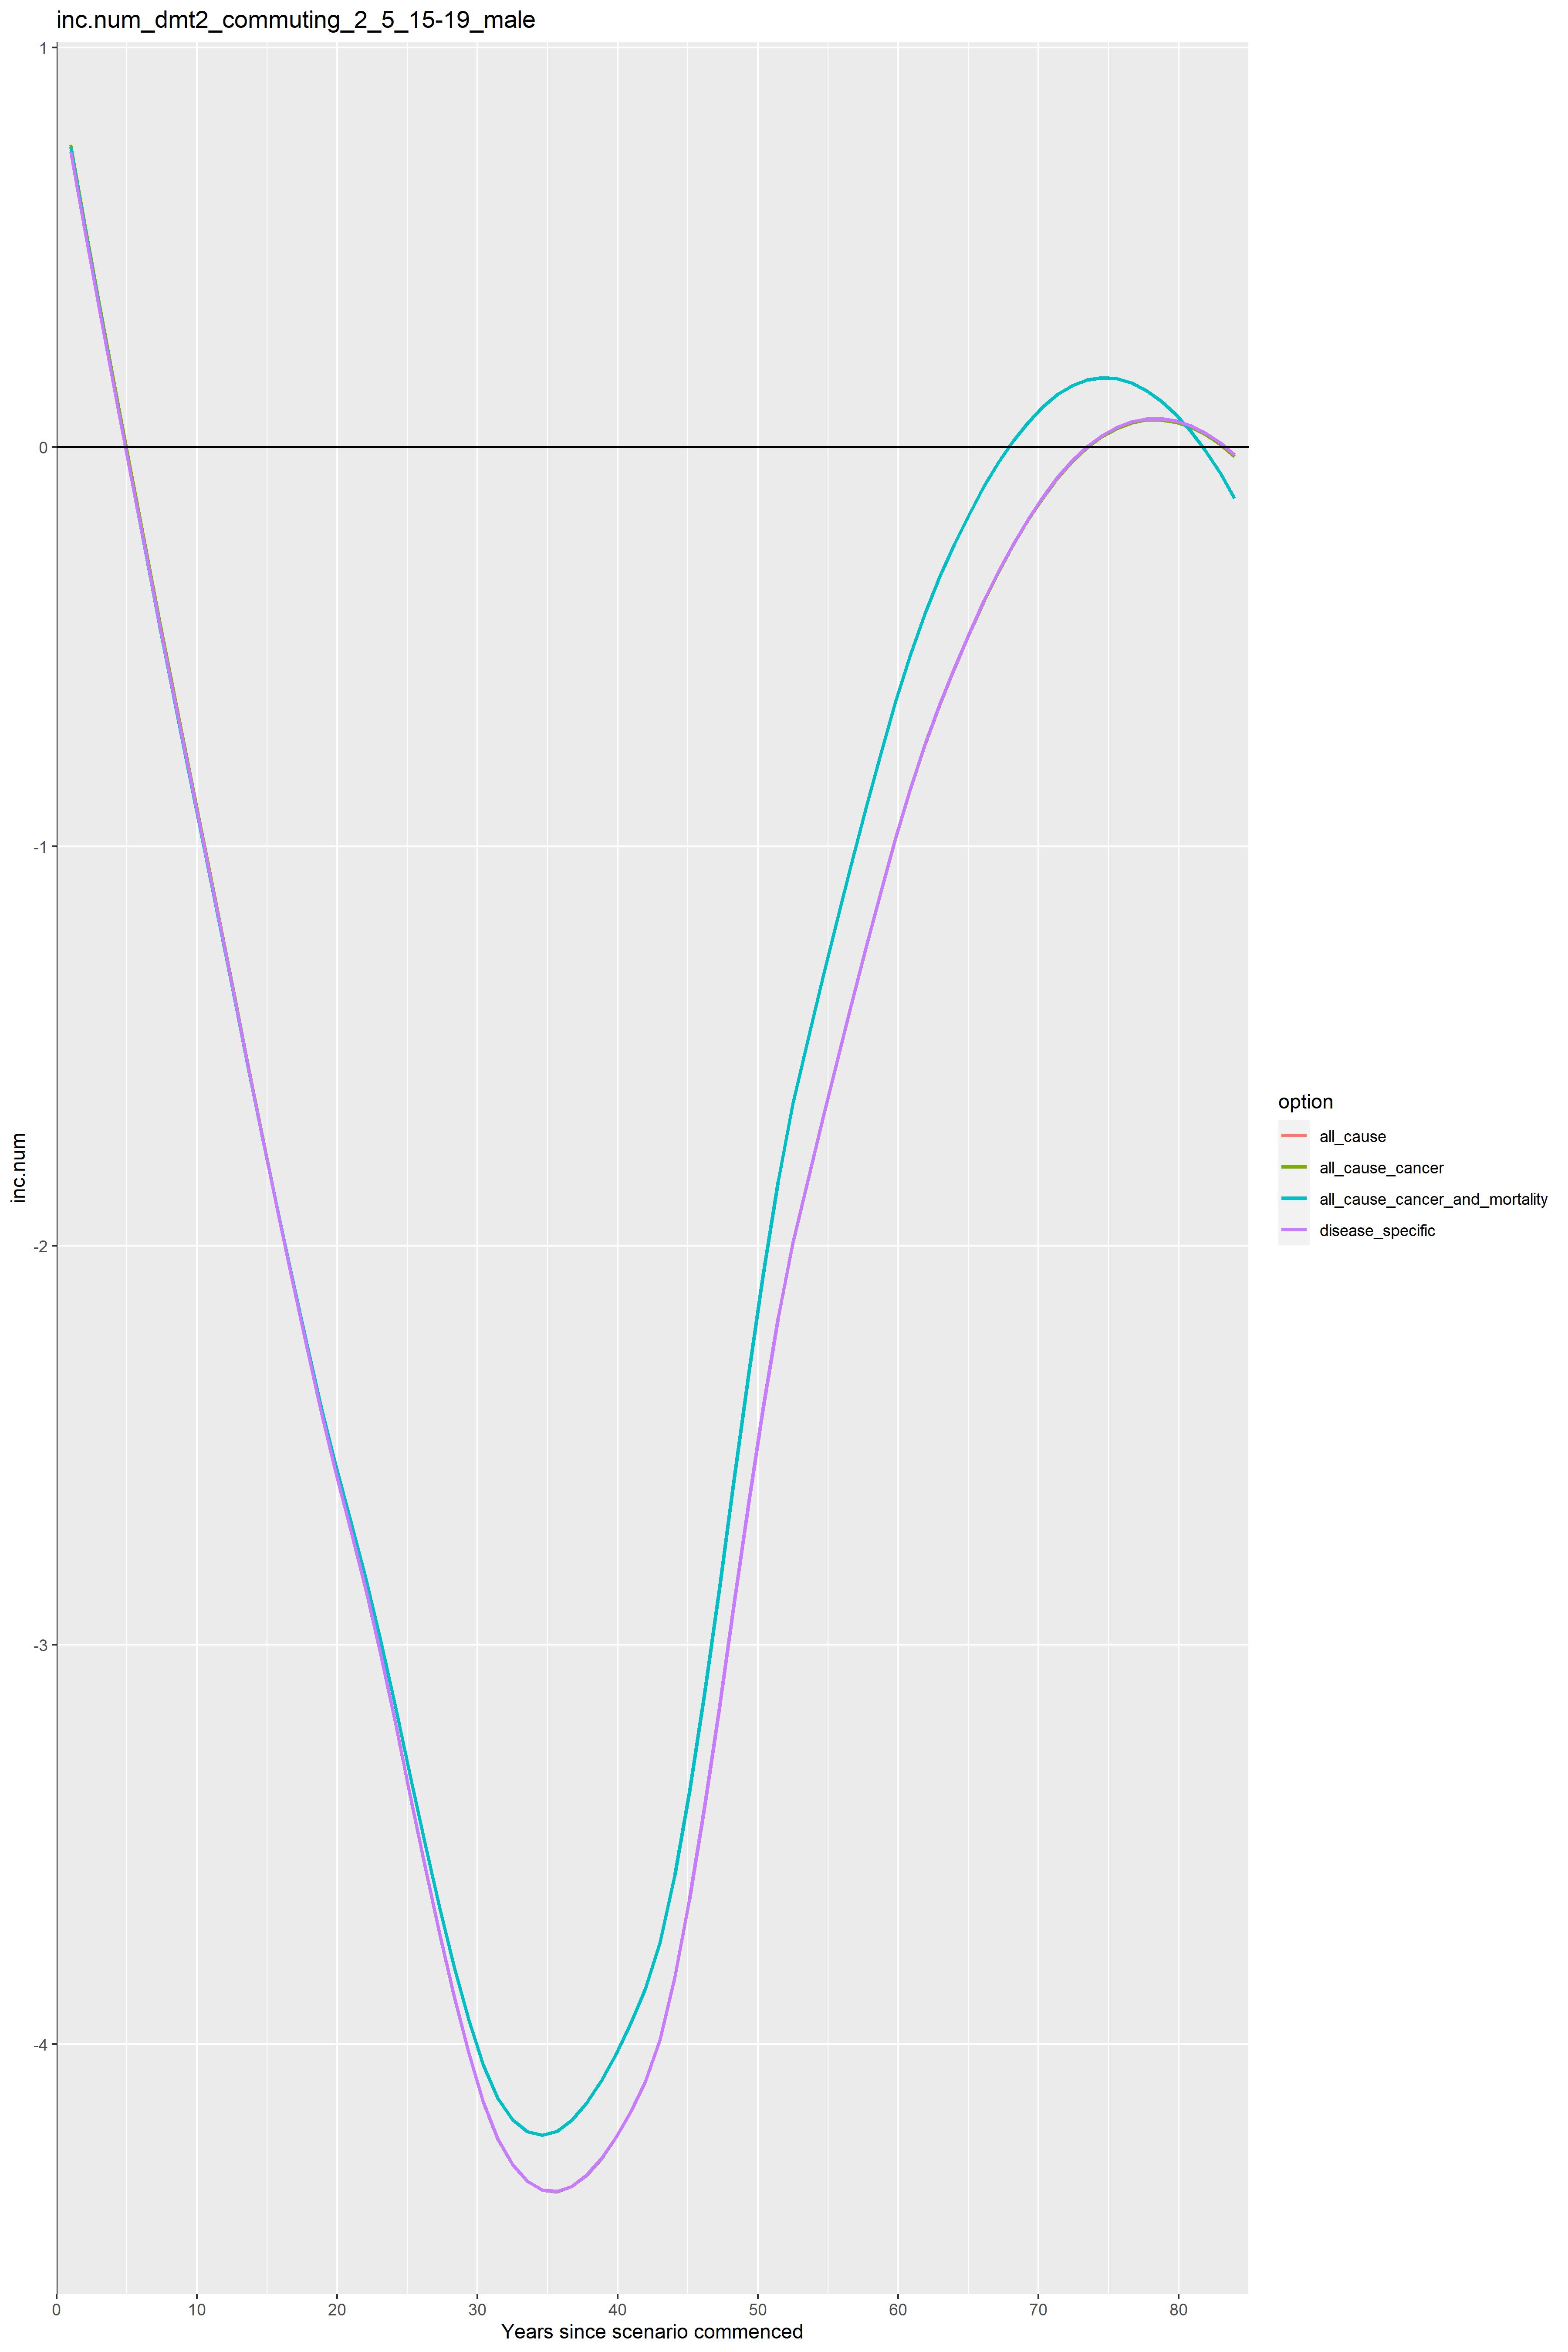 inc.num_dmt2_commuting_2_5_15-19_male
1
0
-1
-2
-3
-4
inc.num
0 10 20 30 40 50 60 70 80
Years since scenario commenced
option
all_cause
all_cause_cancer
all_cause_cancer_and_mortality
disease_specific